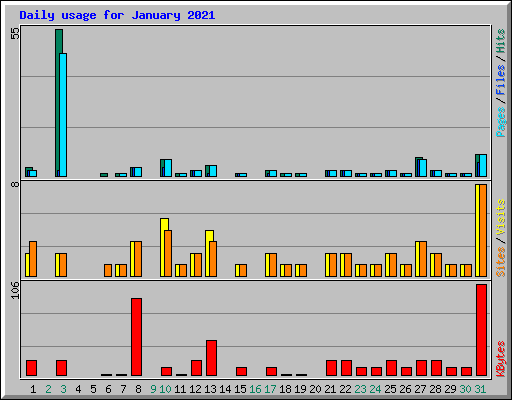 Daily usage for January 2021
55
Pages/Files/Hits
8
Sites/Visits
106
KBytes
1 2 3 4 5 6 7 8 9 10 11 12 13 14 15 16 17 18 19 20 21 22 23 24 25 26 27 28 29 30 31